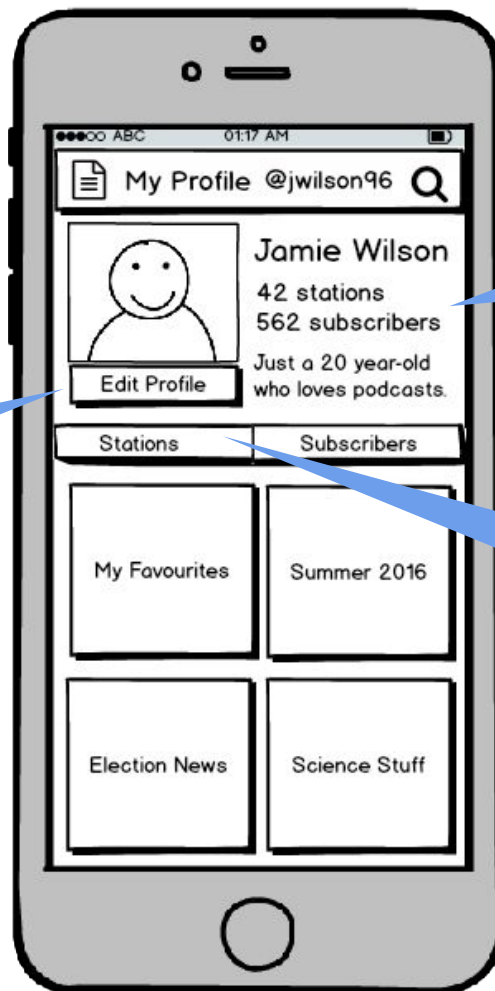 ABC 01:17 AM
My Profile @jwilson96
Jamie Wilson
42 stations
562 subscribers
Just a 20 year-old
who loves podcasts.
Edit Profile
Stations Subscribers
My Favourites Summer 2016
Election News Science Stuff